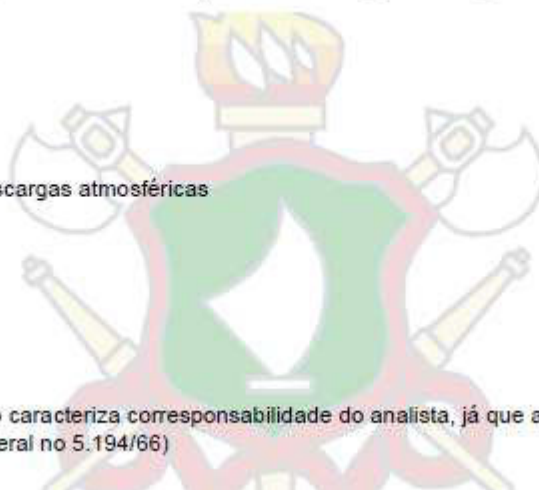 scargas atmosféricas
caracteriza corresponsabilidade do analista, já que a
eral no 5.194/66)